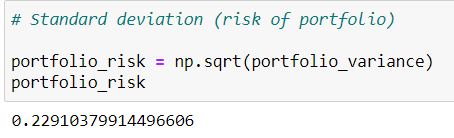 # Standard deviation (risk of portfolio)
portfolio_risk = np.sqrt(portfolio_variance)
portfolio_risk
0.22910379914496606